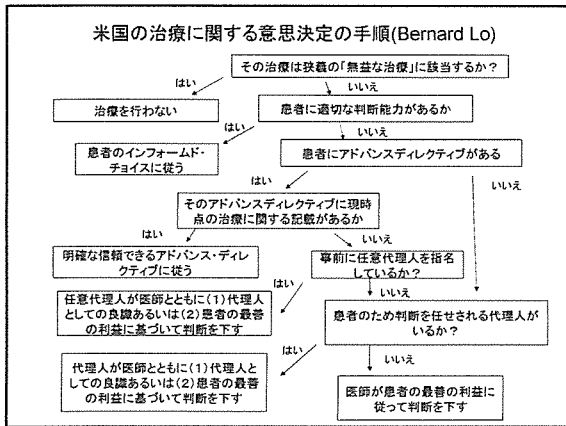 米国の治療に関する意思決定の手順(Bernard Lo)
その治療は狭義の「無益な治療」に該当するか?
はい
いいえ
治療を行わない
患者に適切な判断能力があるか
はい
いいえ
患者のインフォームド・
チョイスに従う
患者にアドバンスディレクティブがある
はい
いいえ
そのアドバンスディレクティブに現時
点の治療に関する記載があるか
はい
いいえ
明確な信頼できるアドバンス・ディレ
クティブに従う
事前に任意代理人を指名
しているか?
はい
いいえ
任意代理人が医師とともに(1)代理人
としての良識あるいは(2)患者の最善
の利益に基づいて判断を下す
患者のため判断を任せされる代理人が
いるか?
はい
いいえ
代理人が医師とともに(1)代理人と
しての良識あるいは(2)患者の最善
の利益に基づいて判断を下す
医師が患者の最善の利益に
従って判断を下す